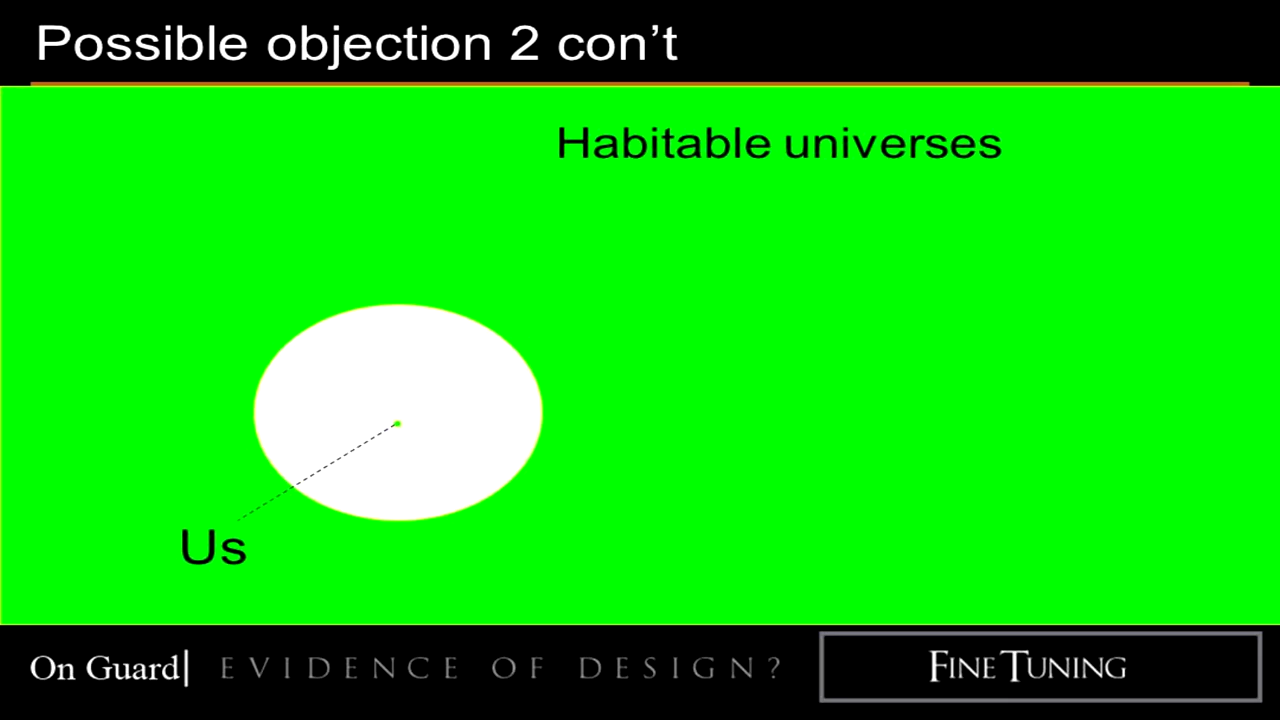 Possible objection 2 con’t
Habitable universes
Us
On Guard| EVIDENCE OF DESIGN? FINE TUNING